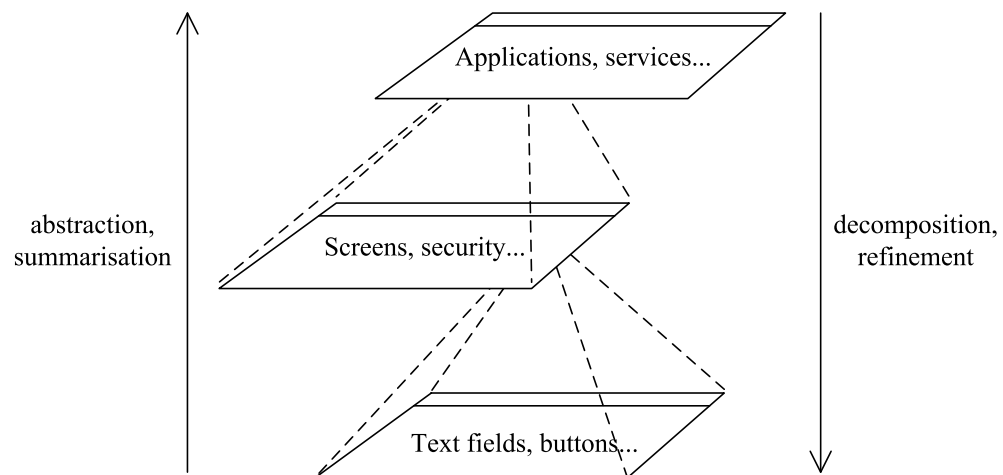 Applications, services...
abstraction,
summarisation
Screens, security...
decomposition,
refinement
Text fields, buttons...